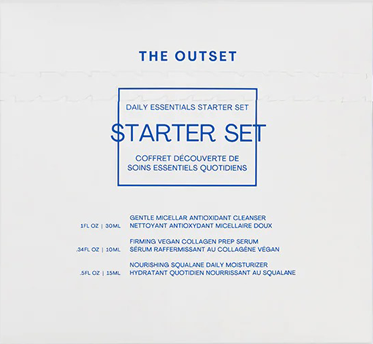 THE OUTSET
DAILY ESSENTIALS STARTER SET
STARTER SET
COFFRET DÉCOUVERTE DE
SOINS ESSENTIELS QUOTIDIENS
GENTLE MICELLAR ANTIOXIDANT CLEANSER
1FL OZ | 30ML NETTOYANT ANTIOXYDANT MICELLAIRE DOUX
FIRMING VEGAN COLLAGEN PREP SERUM
.34FL OZ | 10ML SÉRUM RAFFERMISSANT AU COLLAGÈNE VÉGAN
NOURISHING SQUALANE DAILY MOISTURIZER
.5FL OZ | 15ML HYDRATANT QUOTIDIEN NOURRISSANT AU SQUALANE